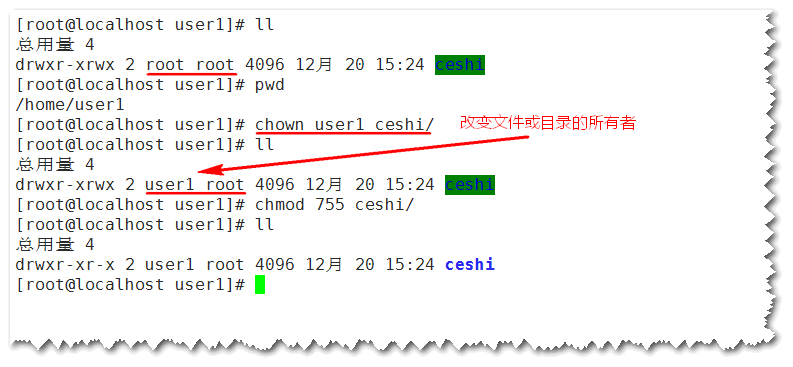 [root@localhost user1]# ll
总用量 4
drwxr-xrwx 2 root root 4096 12月 20 15:24 ceshi
[root@localhost user1]# pwd
/home/user1
[root@localhost user1]# chown user1 ceshi/ 改变文件或目录的所有者
[root@localhost user1]# ll
总用量 4
drwxr-xrwx 2 user1 root 4096 12月 20 15:24 ceshi
[root@localhost user1]# chmod 755 ceshi/
[root@localhost user1]# ll
总用量 4
drwxr-xr-x 2 user1 root 4096 12月 20 15:24 ceshi
[root@localhost user1]#